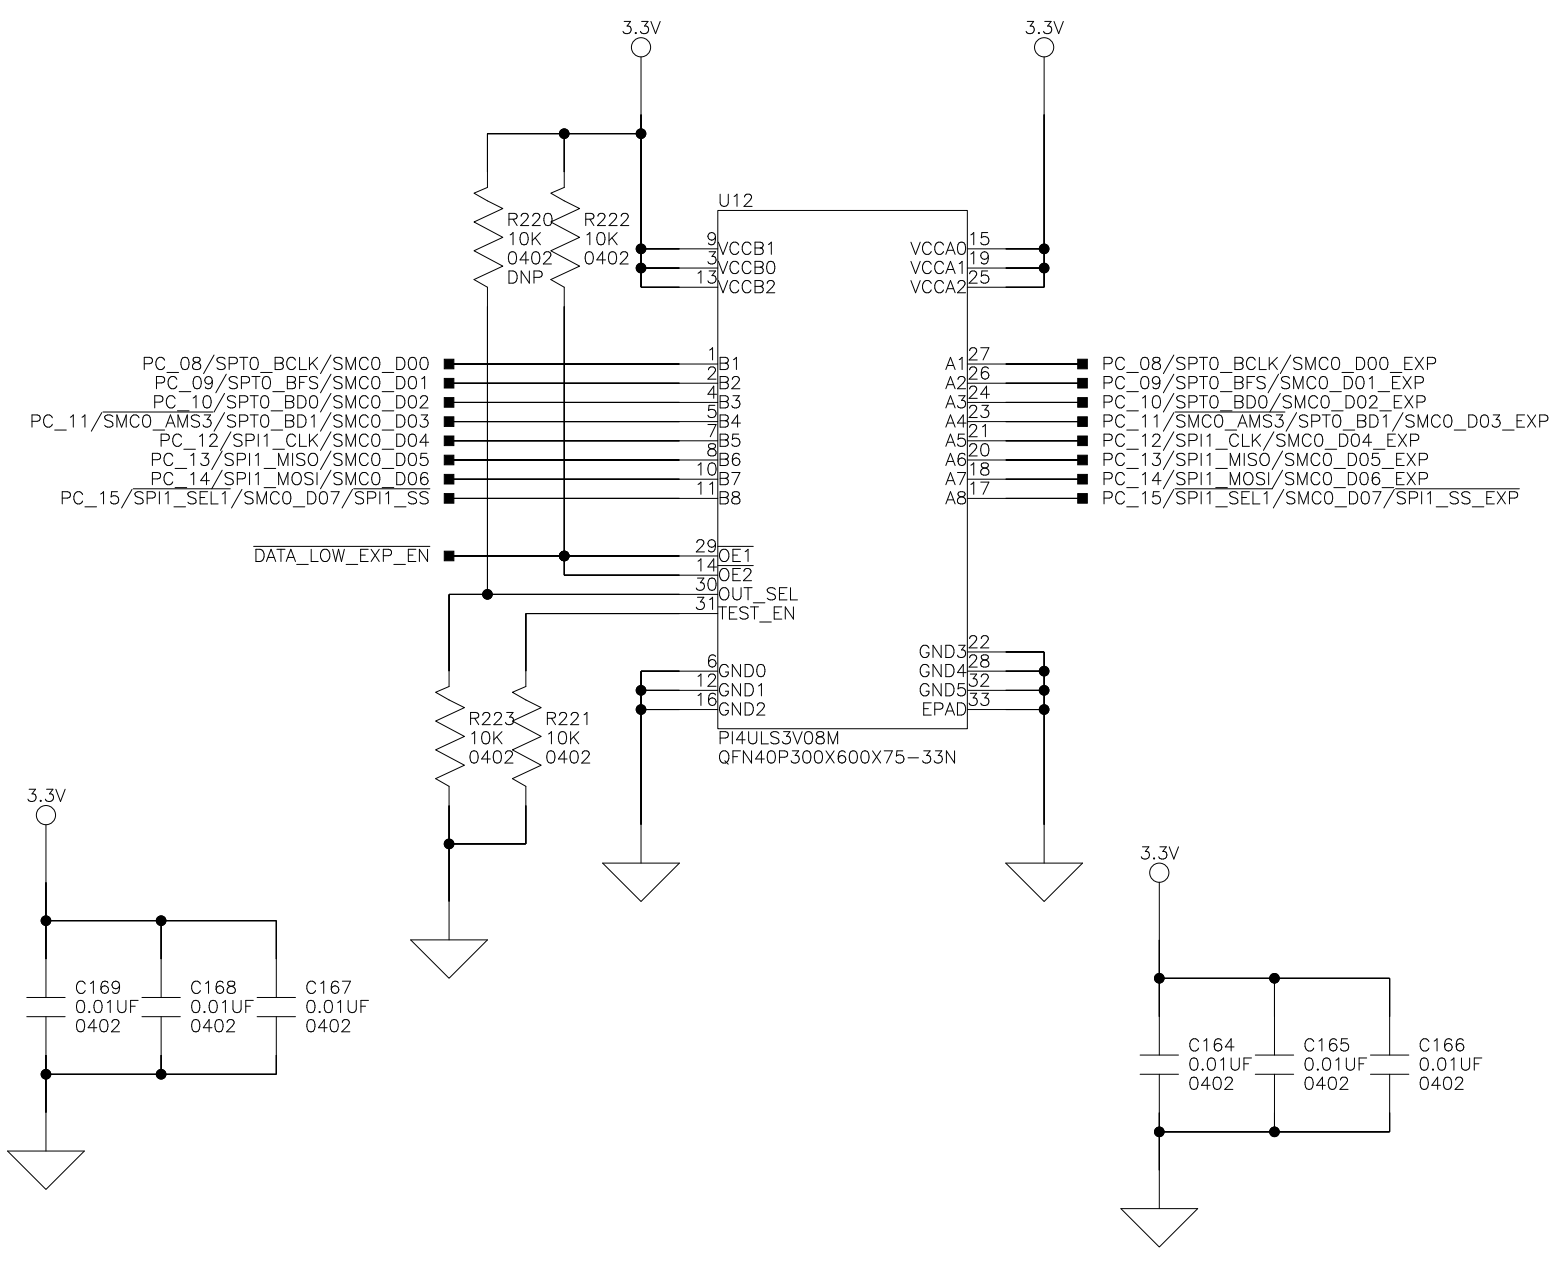 3.3V
3.3V
U12
R220
10K
0402
DNP
R222
10K
0402
9
VCCB1
3
VCCB0
13
VCCB2
VCCA0
15
VCCA1
19
VCCA2
25
PC_08/SPT0_BCLK/SMC0_D00
1
B1
A1
27
PC_08/SPT0_BCLK/SMC0_D00_EXP
PC_09/SPT0_BFS/SMC0_D01
2
B2
A2
26
PC_09/SPT0_BFS/SMC0_D01_EXP
PC_10/SPT0_BD0/SMC0_D02
4
B3
A3
24
PC_10/SPT0_BD0/SMC0_D02_EXP
PC_11/SMC0_AMS3/SPT0_BD1/SMC0_D03
5
B4
A4
23
PC_11/SMC0_AMS3/SPT0_BD1/SMC0_D03_EXP
PC_12/SPI1_CLK/SMC0_D04
7
B5
A5
21
PC_12/SPI1_CLK/SMC0_D04_EXP
PC_13/SPI1_MISO/SMC0_D05
8
B6
A6
20
PC_13/SPI1_MISO/SMC0_D05_EXP
PC_14/SPI1_MOSI/SMC0_D06
10
B7
A7
18
PC_14/SPI1_MOSI/SMC0_D06_EXP
PC_15/SPI1_SEL1/SMC0_D07/SPI1_SS
11
B8
A8
17
PC_15/SPI1_SEL1/SMC0_D07/SPI1_SS_EXP
DATA_LOW_EXP_EN
29
OE1
14
OE2
30
OUT_SEL
31
TEST_EN
6
GND0
12
GND1
16
GND2
GND3
22
GND4
28
GND5
32
EPAD
33
R223
10K
0402
R221
10K
0402
PI4ULS3V08M
QFN40P300X600X75-33N
3.3V
C169
0.01UF
0402
C168
0.01UF
0402
C167
0.01UF
0402
3.3V
C164
0.01UF
0402
C165
0.01UF
0402
C166
0.01UF
0402